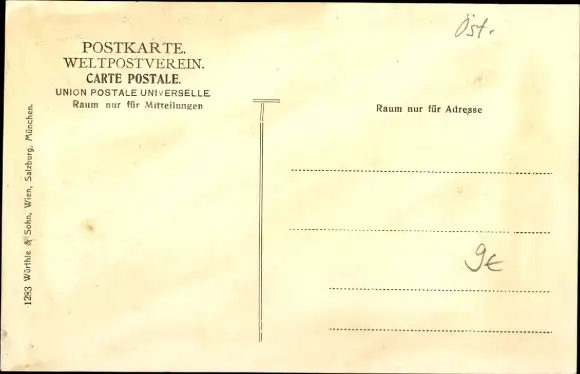 Öst.
POSTKARTE.
WELTPOSTVEREIN.
CARTE POSTALE.
UNION POSTALE UNIVERSELLE.
Raum nur für Mitteilungen
Raum nur für Adresse
1283 Würthle & Sohn, Wien, Salzburg, München.
9€